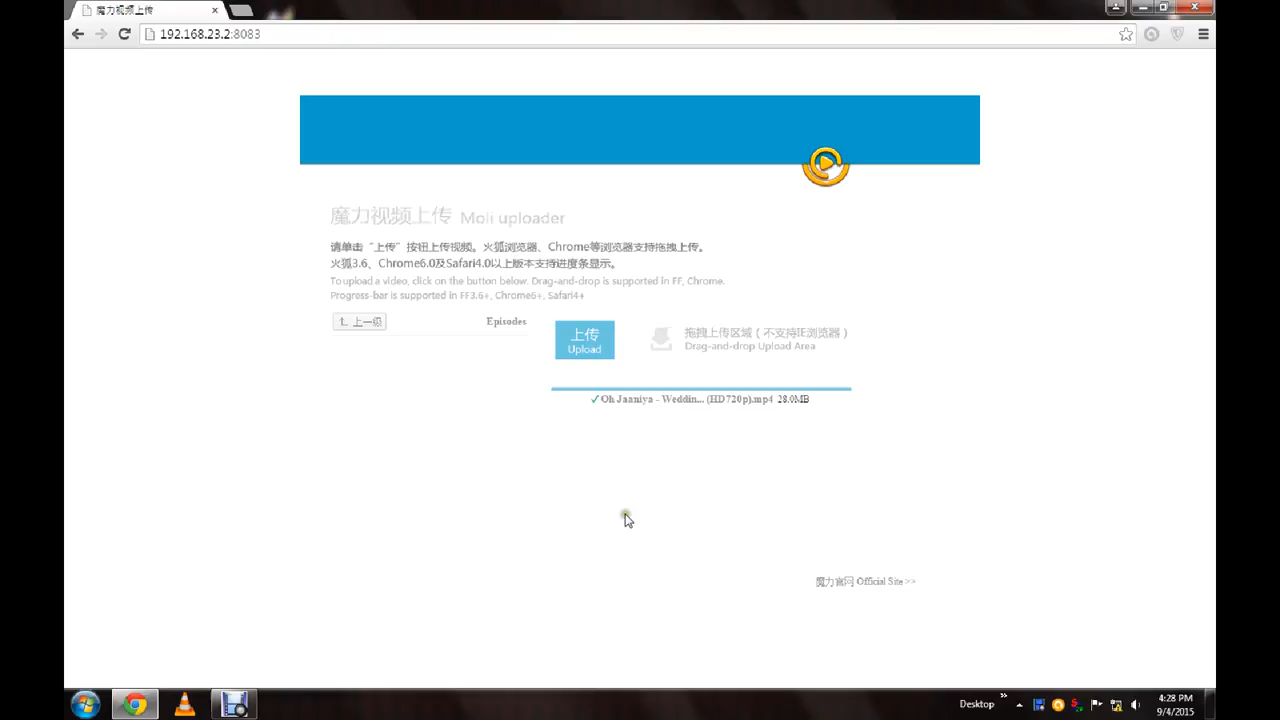 魔力视频上传
192.168.23.2:8083
魔力视频上传 Moli uploader
请单击“上传”按钮上传视频。火狐浏览器、Chrome等浏览器支持拖拽上传。
火狐3.6、Chrome6.0及Safari4.0以上版本支持进度条显示。
To upload a video, click on the button below. Drag-and-drop is supported in FF, Chrome.
Progress-bar is supported in FF3.6+, Chrome6+, Safari4+
上一级
Episodes
上传
Upload
拖拽上传区域（不支持IE浏览器）
Drag-and-drop Upload Area
✓ Oh Jaaniya - Weddin... (HD720p).mp4 28.0MB
魔力官网 Official Site >>
Desktop
4:28 PM
9/4/2015